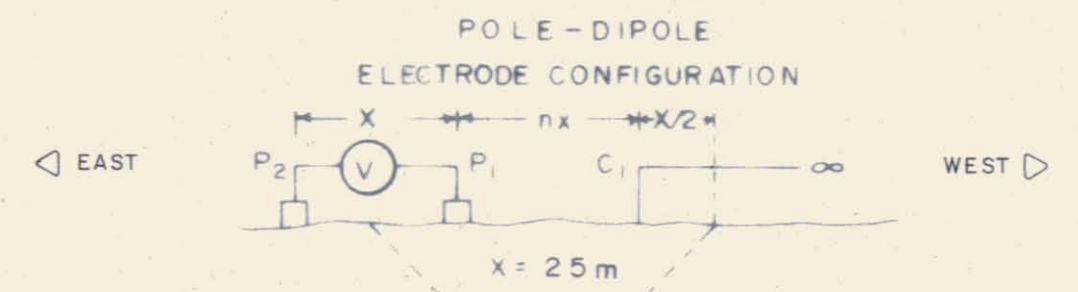 POLE-DIPOLE
ELECTRODE CONFIGURATION
X nx X/2
◁ EAST P2 V P1 C1 ∞ WEST ▷
x = 25m